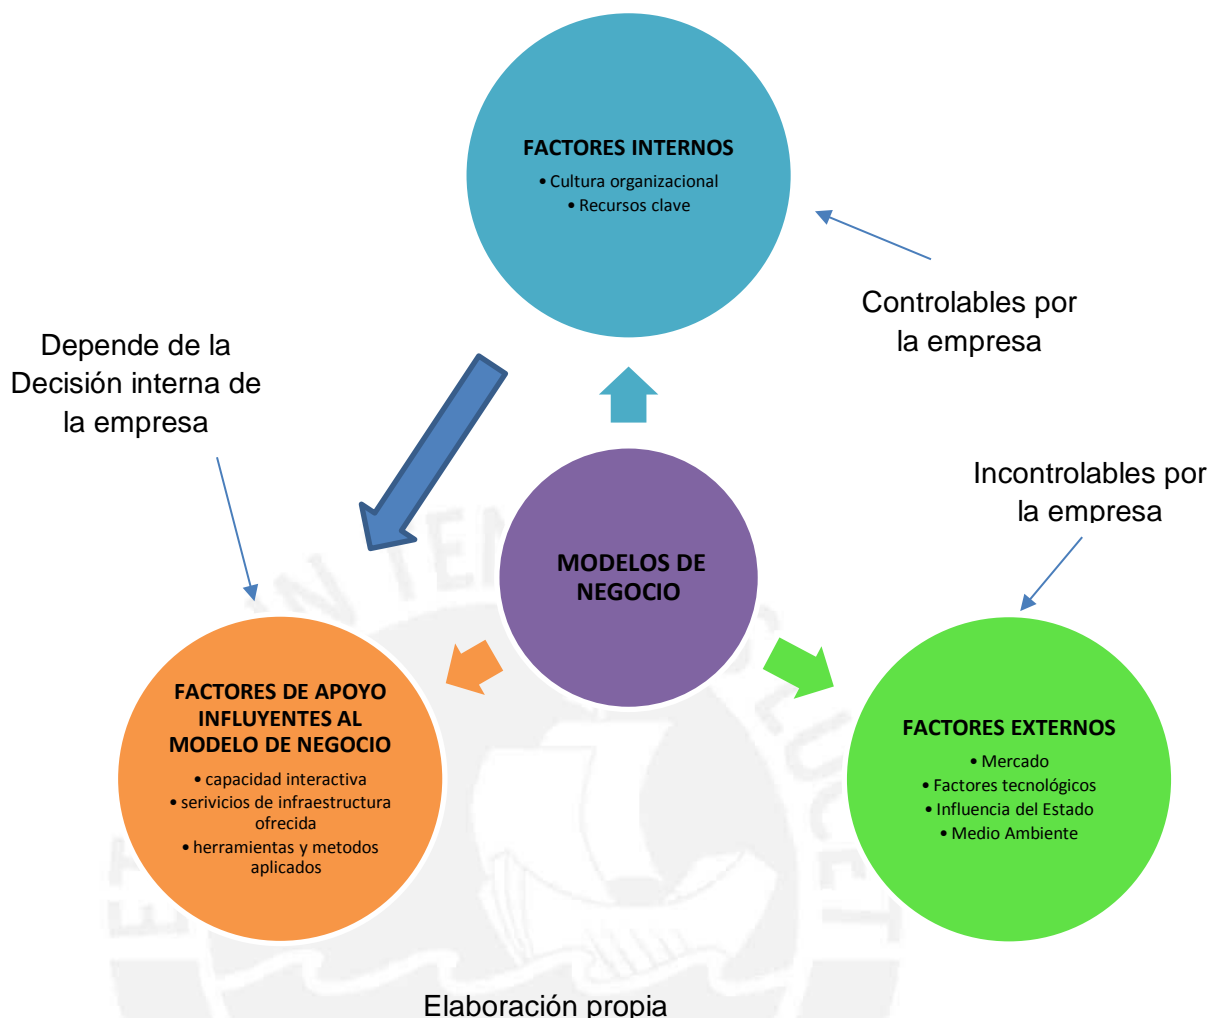 FACTORES INTERNOS
• Cultura organizacional
• Recursos clave
Controlables por
la empresa
Depende de la
Decisión interna de
la empresa
Incontrolables por
la empresa
MODELOS DE
NEGOCIO
FACTORES DE APOYO
INFLUYENTES AL
MODELO DE NEGOCIO
• capacidad interactiva
• serivicios de infraestructura
ofrecida
• herramientas y metodos
aplicados
FACTORES EXTERNOS
• Mercado
• Factores tecnológicos
• Influencia del Estado
• Medio Ambiente
Elaboración propia